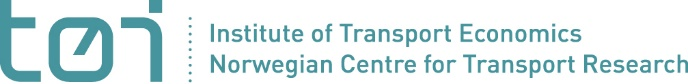 tøi
Institute of Transport Economics
Norwegian Centre for Transport Research